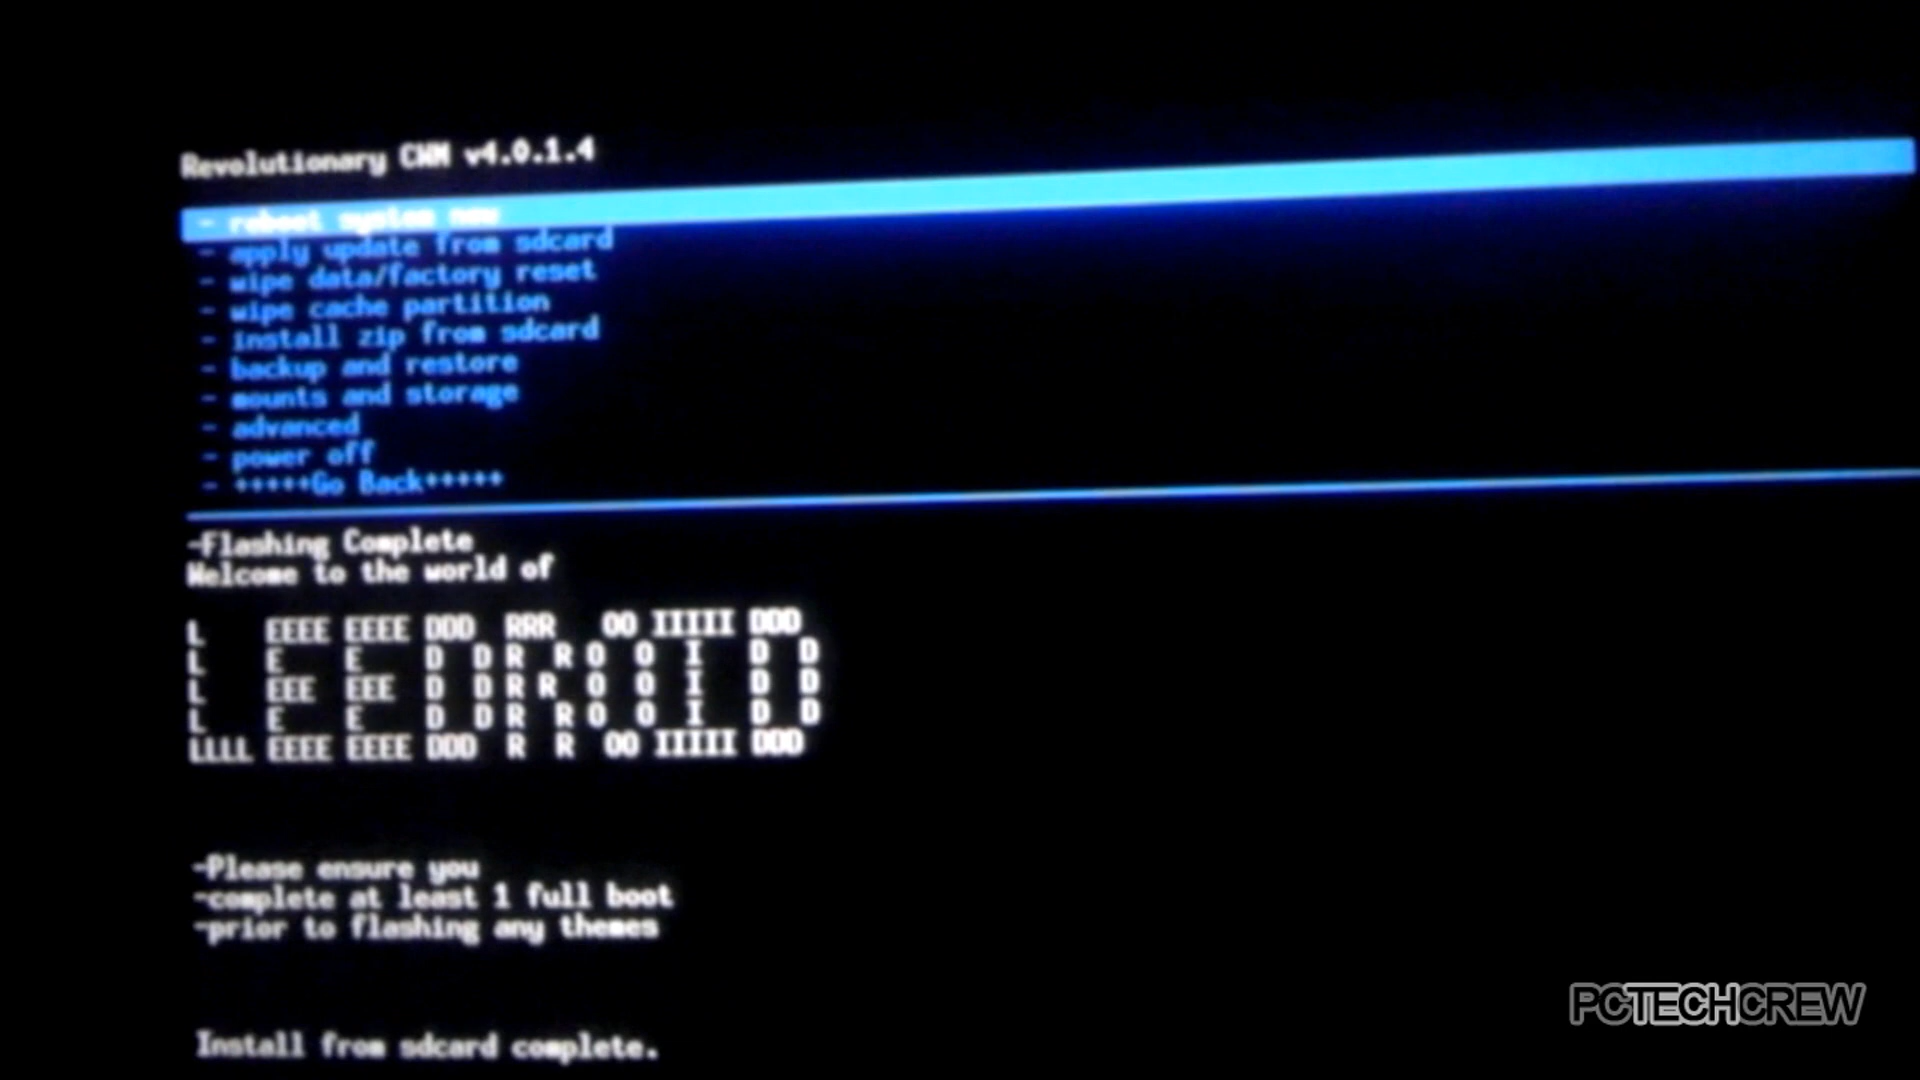 Revolutionary CWM v4.0.1.4
- reboot system now
- apply update from sdcard
- wipe data/factory reset
- wipe cache partition
- install zip from sdcard
- backup and restore
- mounts and storage
- advanced
- power off
- +++++Go Back+++++
-Flashing Complete
Welcome to the world of
L    EEEE EEEE DDD  RRR   OO IIIII DDD
L    E    E    D  D R  R O  O  I   D  D
L    EEE  EEE  D  D R R  O  O  I   D  D
L    E    E    D  D R  R O  O  I   D  D
LLLL EEEE EEEE DDD  R  R  OO IIIII DDD
-Please ensure you
-complete at least 1 full boot
-prior to flashing any themes
Install from sdcard complete.
PCTECHCREW